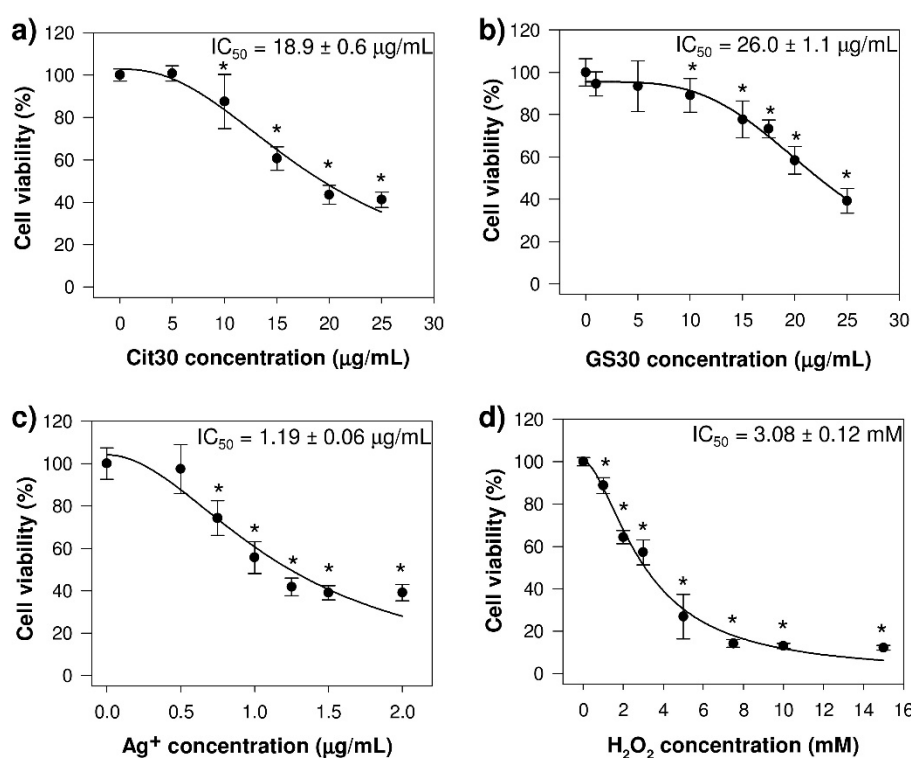 a)
IC50 = 18.9 ± 0.6 µg/mL
Cell viability (%)
120
100
80
60
40
20
0
*
*
*
*
0 5 10 15 20 25 30
Cit30 concentration (µg/mL)
b)
IC50 = 26.0 ± 1.1 µg/mL
Cell viability (%)
120
100
80
60
40
20
0
*
*
*
*
*
0 5 10 15 20 25 30
GS30 concentration (µg/mL)
c)
IC50 = 1.19 ± 0.06 µg/mL
Cell viability (%)
120
100
80
60
40
20
0
*
*
*
*
*
0.0 0.5 1.0 1.5 2.0
Ag+ concentration (µg/mL)
d)
IC50 = 3.08 ± 0.12 mM
Cell viability (%)
120
100
80
60
40
20
0
*
*
*
*
*
*
*
0 2 4 6 8 10 12 14 16
H2O2 concentration (mM)